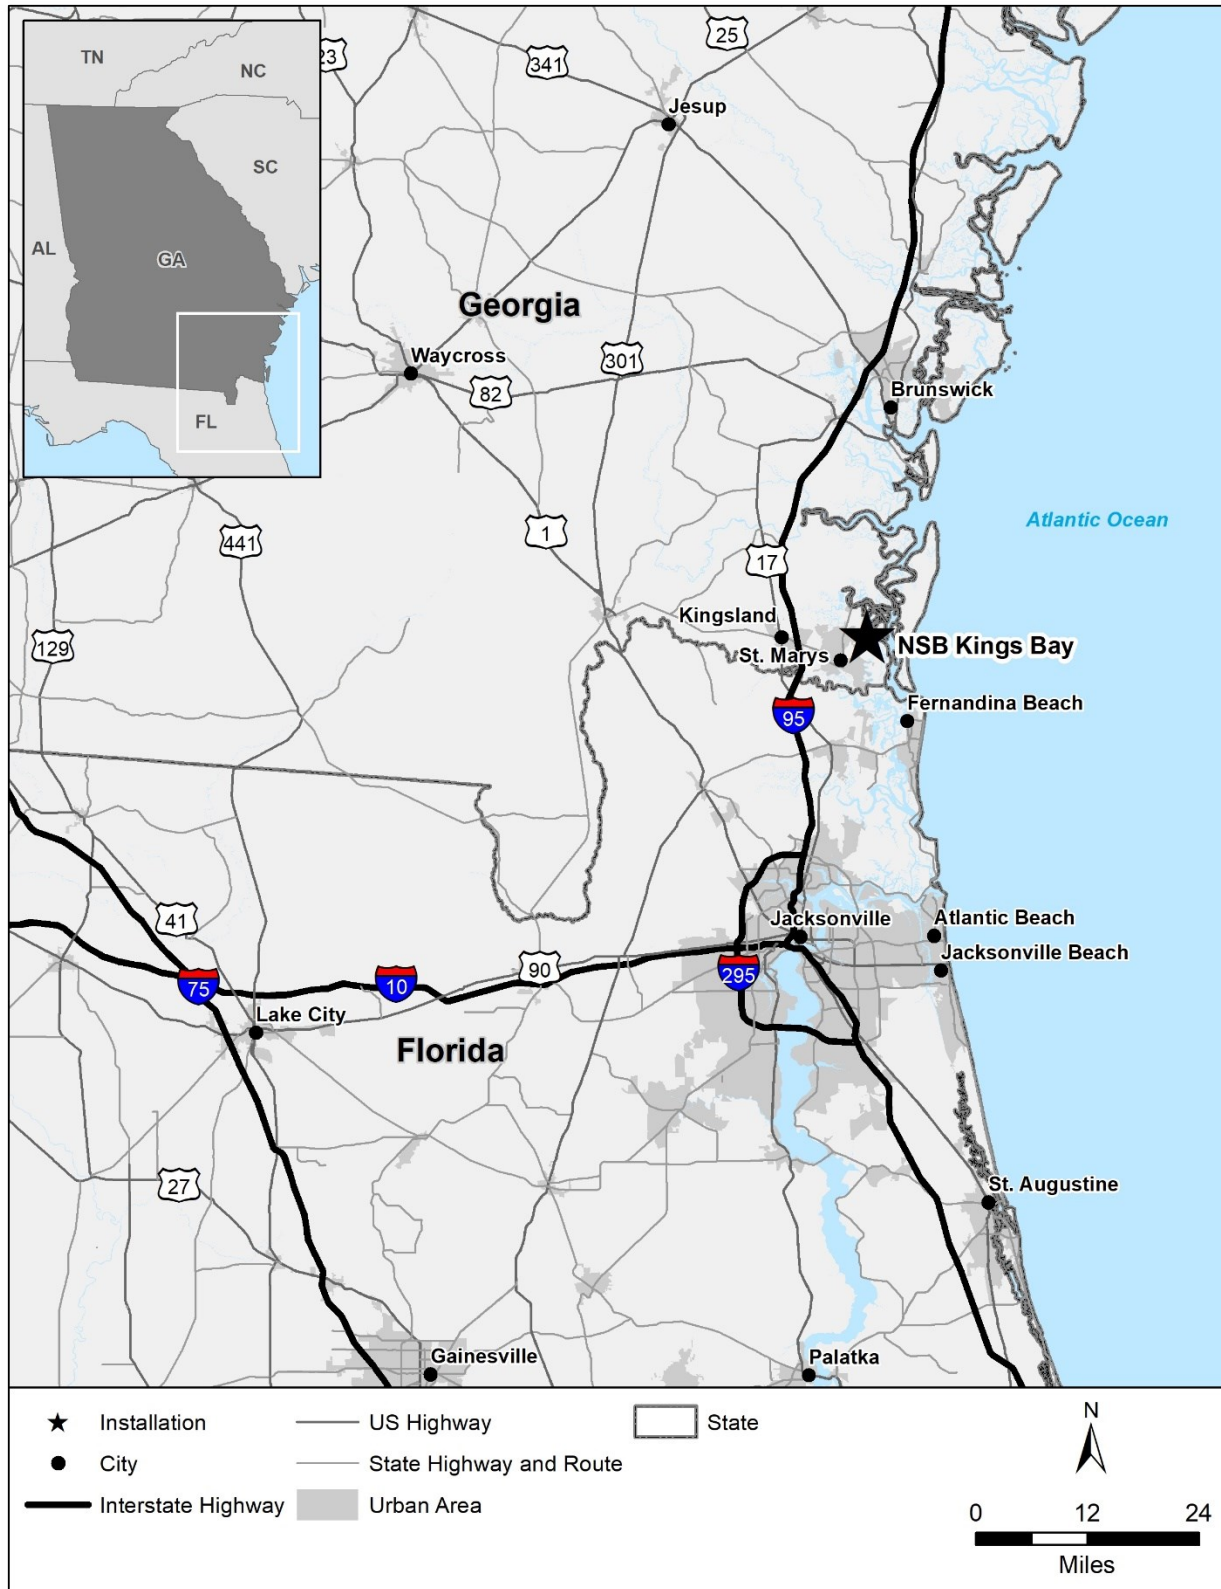 TN
NC
SC
AL
GA
FL
23
341
25
Jesup
Georgia
Waycross
301
82
Brunswick
Atlantic Ocean
441
1
17
129
Kingsland
St. Marys
NSB Kings Bay
95
Fernandina Beach
41
Jacksonville
Atlantic Beach
Jacksonville Beach
75
10
90
295
Lake City
Florida
27
St. Augustine
Gainesville
Palatka
Installation
US Highway
State
City
State Highway and Route
Interstate Highway
Urban Area
N
0 12 24
Miles